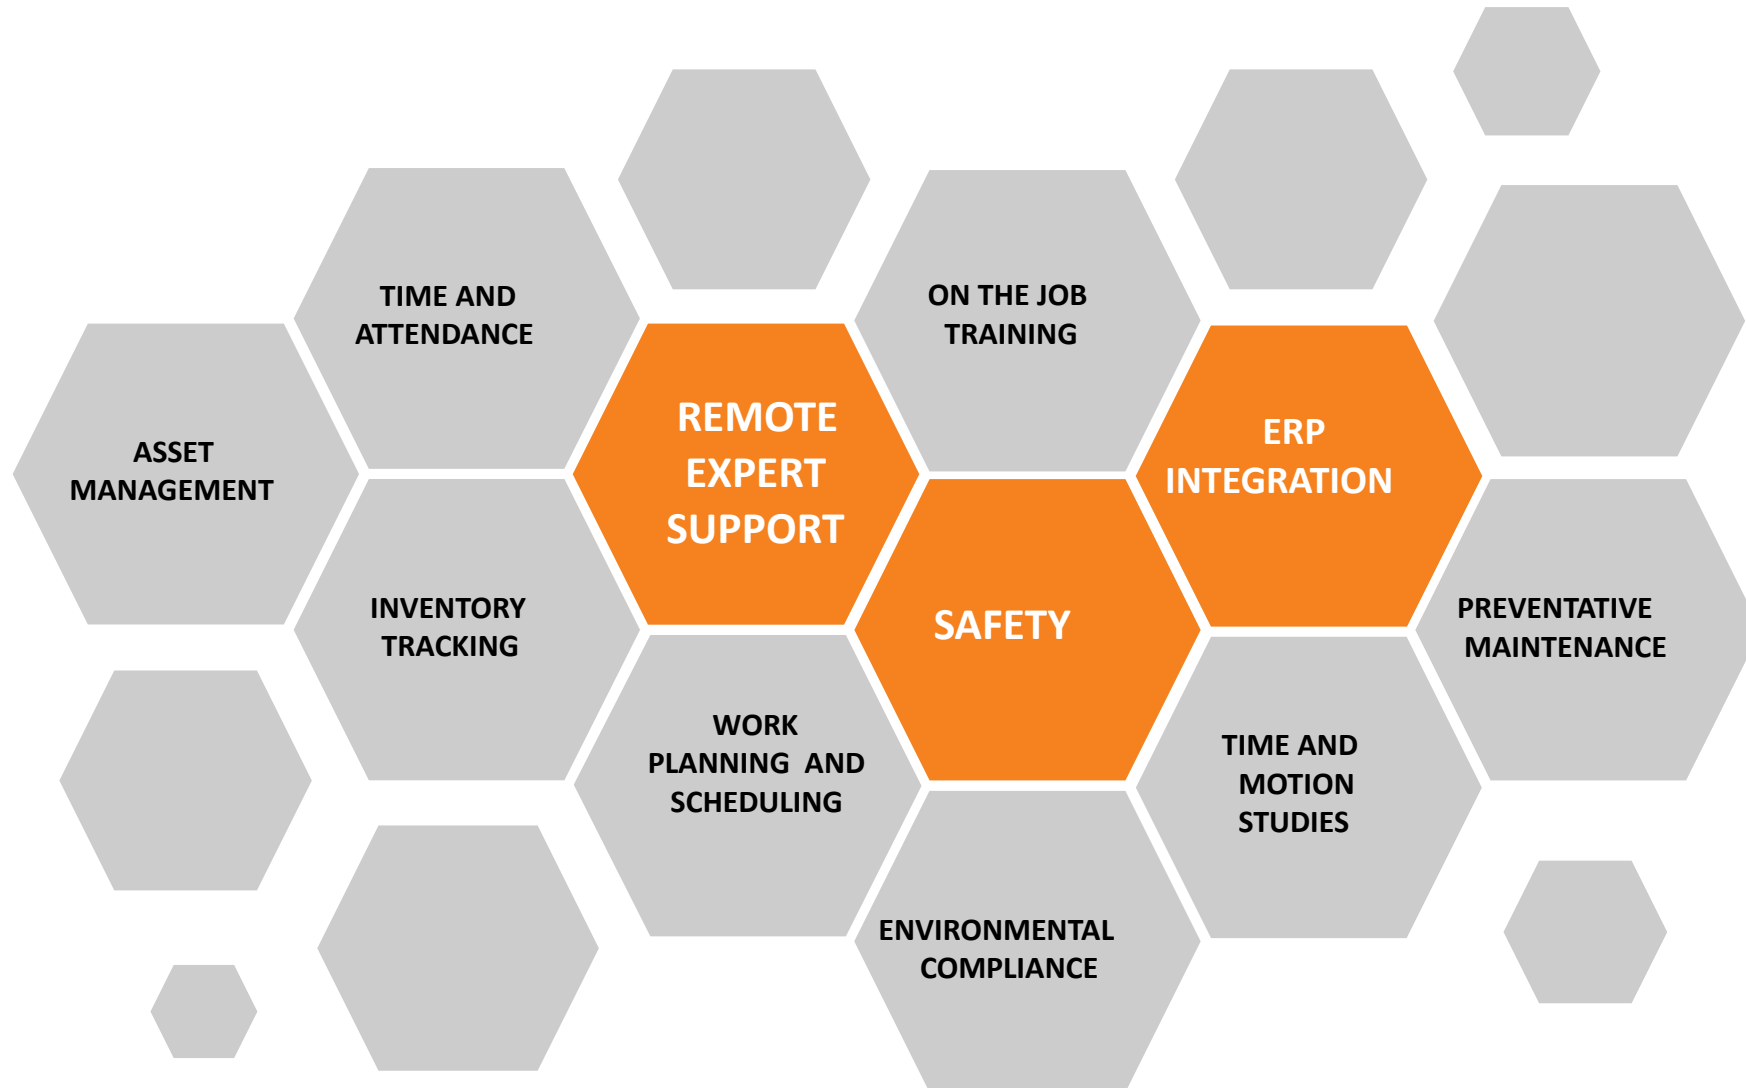 TIME AND
ATTENDANCE
ON THE JOB
TRAINING
ASSET
MANAGEMENT
REMOTE
EXPERT
SUPPORT
ERP
INTEGRATION
INVENTORY
TRACKING
SAFETY
PREVENTATIVE
MAINTENANCE
WORK
PLANNING  AND
SCHEDULING
TIME AND
MOTION
STUDIES
ENVIRONMENTAL
COMPLIANCE